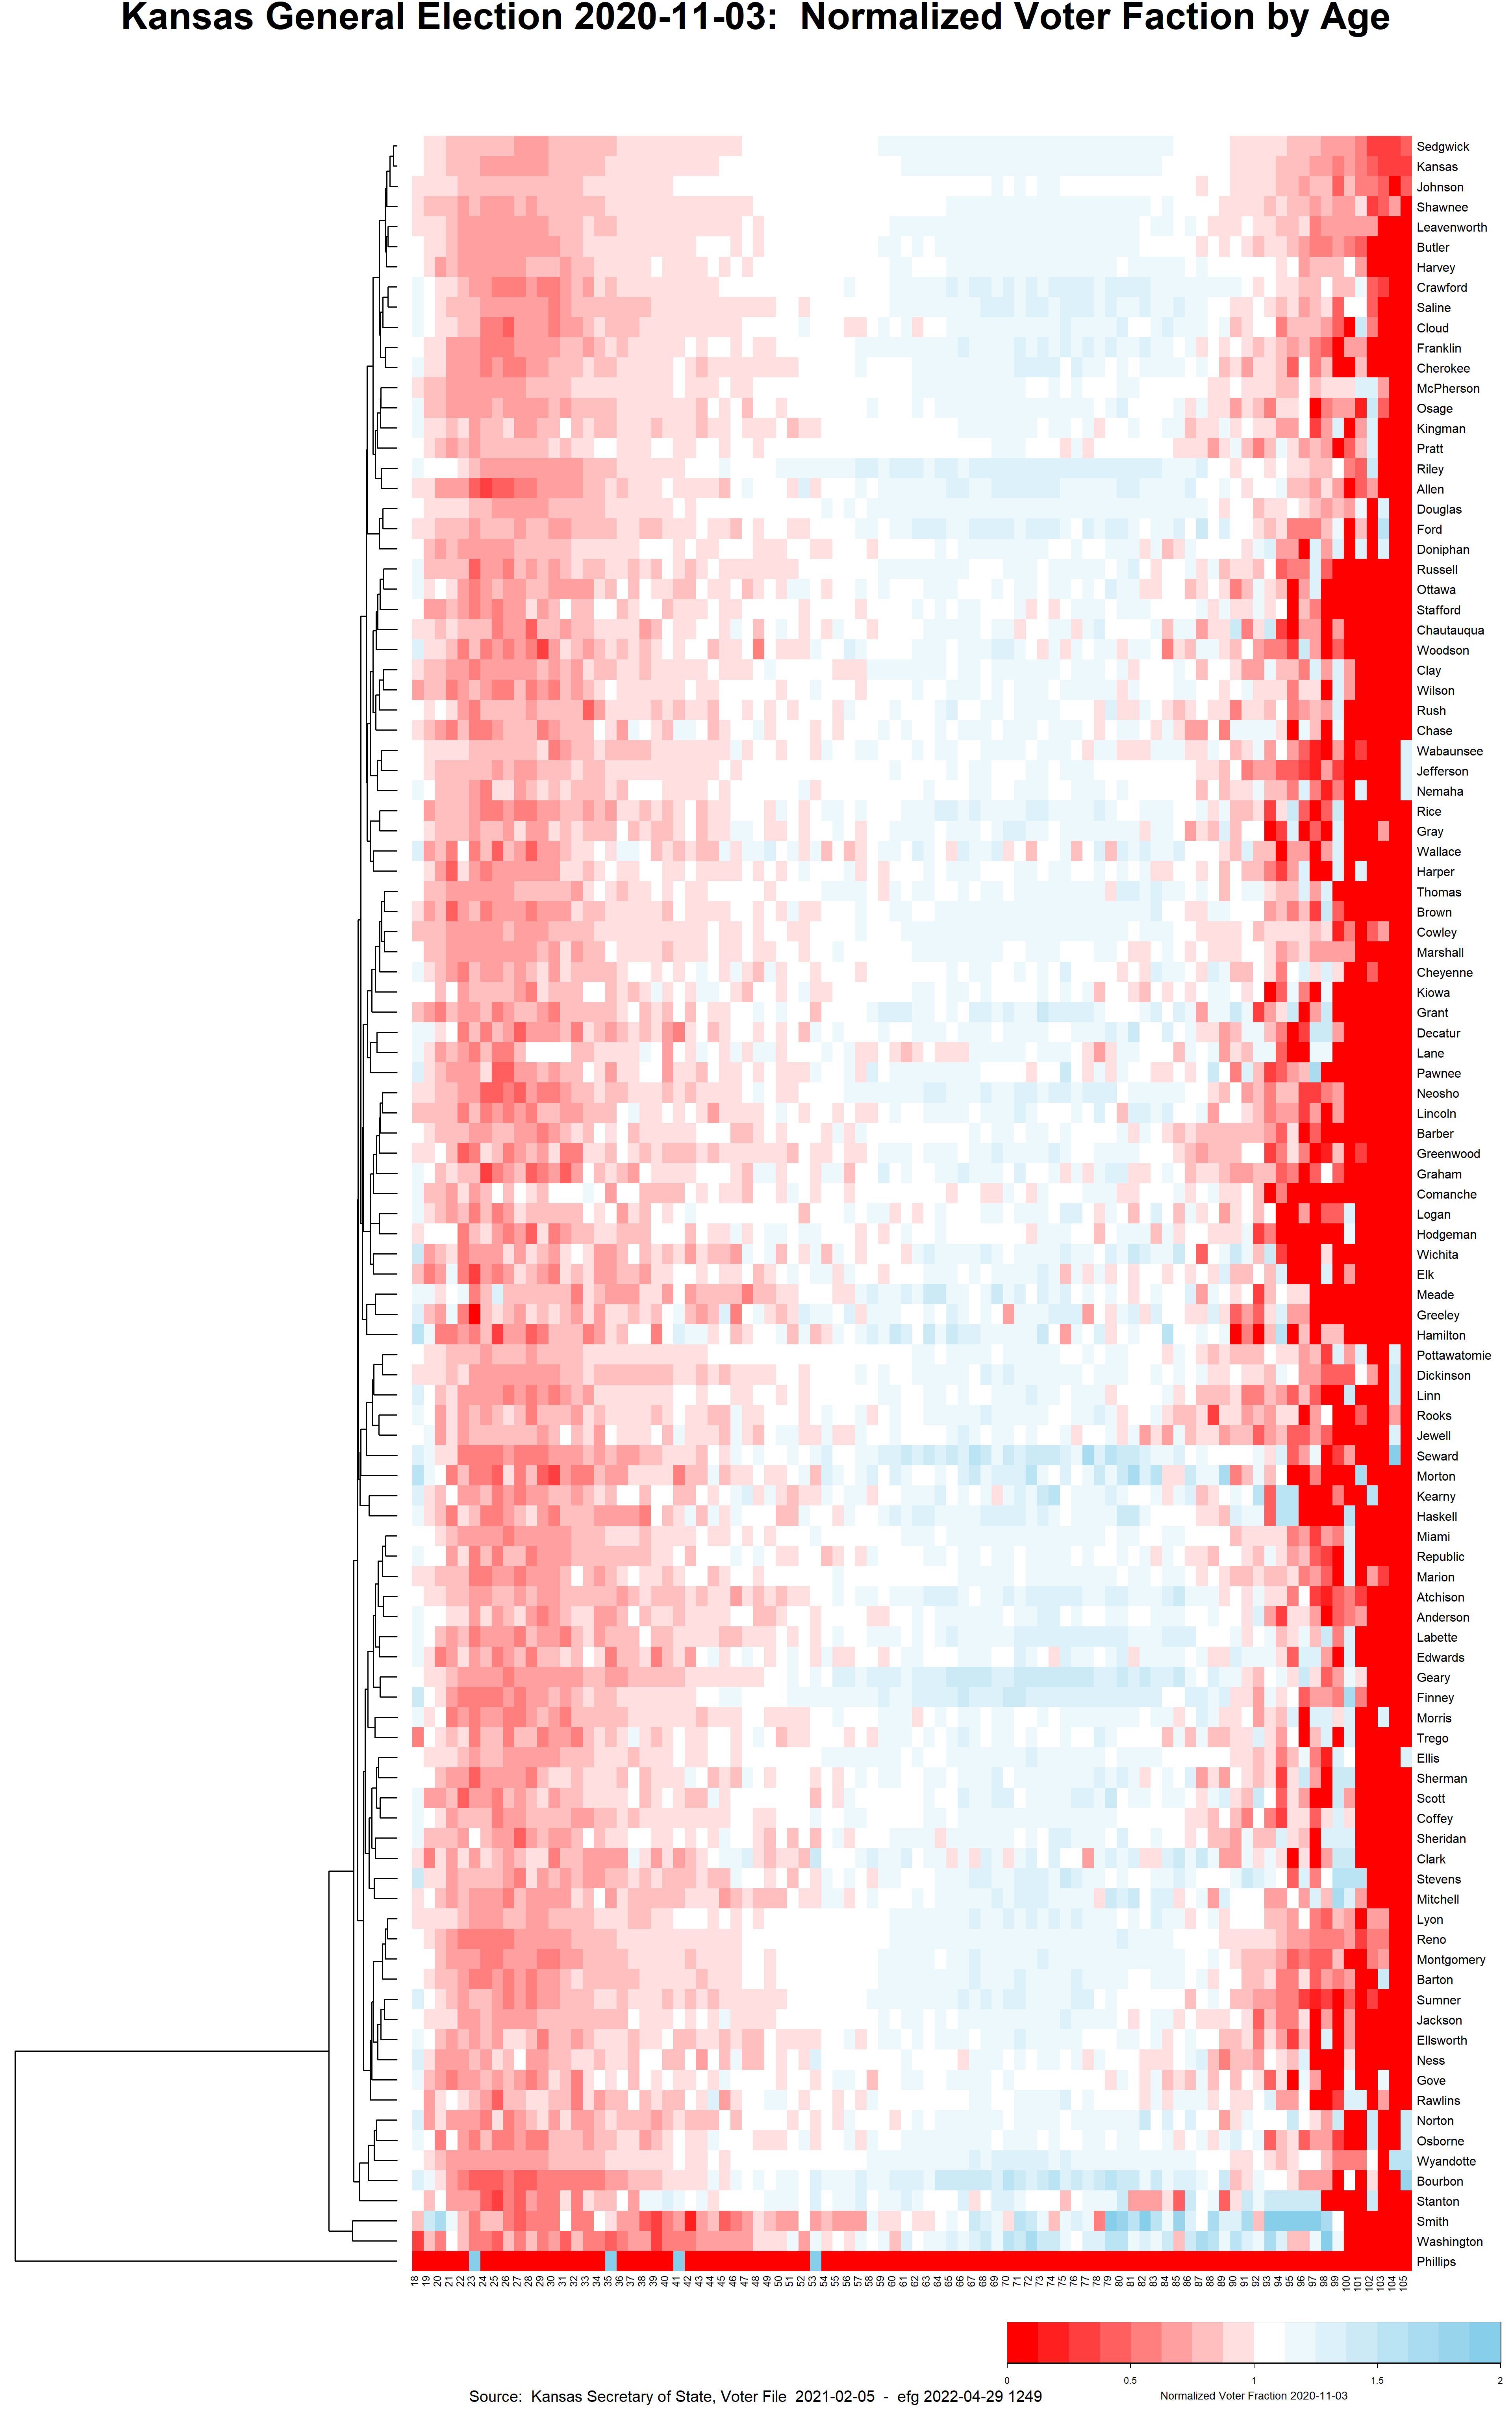 Kansas General Election 2020-11-03:  Normalized Voter Faction by Age
Sedgwick
Kansas
Johnson
Shawnee
Leavenworth
Butler
Harvey
Crawford
Saline
Cloud
Franklin
Cherokee
McPherson
Osage
Kingman
Pratt
Riley
Allen
Douglas
Ford
Doniphan
Russell
Ottawa
Stafford
Chautauqua
Woodson
Clay
Wilson
Rush
Chase
Wabaunsee
Jefferson
Nemaha
Rice
Gray
Wallace
Harper
Thomas
Brown
Cowley
Marshall
Cheyenne
Kiowa
Grant
Decatur
Lane
Pawnee
Neosho
Lincoln
Barber
Greenwood
Graham
Comanche
Logan
Hodgeman
Wichita
Elk
Meade
Greeley
Hamilton
Pottawatomie
Dickinson
Linn
Rooks
Jewell
Seward
Morton
Kearny
Haskell
Miami
Republic
Marion
Atchison
Anderson
Labette
Edwards
Geary
Finney
Morris
Trego
Ellis
Sherman
Scott
Coffey
Sheridan
Clark
Stevens
Mitchell
Lyon
Reno
Montgomery
Barton
Sumner
Jackson
Ellsworth
Ness
Gove
Rawlins
Norton
Osborne
Wyandotte
Bourbon
Stanton
Smith
Washington
Phillips
18 19 20 21 22 23 24 25 26 27 28 29 30 31 32 33 34 35 36 37 38 39 40 41 42 43 44 45 46 47 48 49 50 51 52 53 54 55 56 57 58 59 60 61 62 63 64 65 66 67 68 69 70 71 72 73 74 75 76 77 78 79 80 81 82 83 84 85 86 87 88 89 90 91 92 93 94 95 96 97 98 99 100 101 102 103 104 105
0 0.5 1 1.5 2
Normalized Voter Fraction 2020-11-03
Source:  Kansas Secretary of State, Voter File  2021-02-05  -  efg 2022-04-29 1249